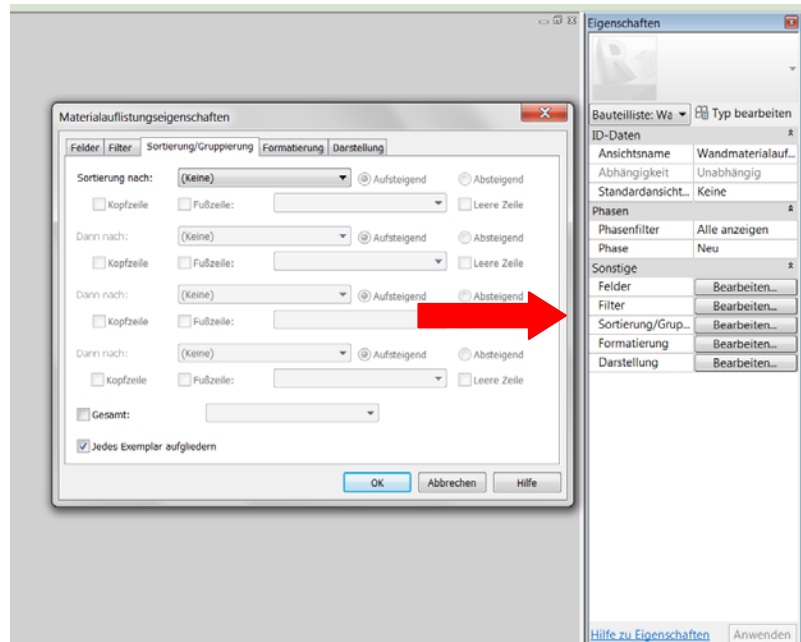 Eigenschaften
Bauteilliste: Wa Typ bearbeiten
ID-Daten
Ansichtsname Wandmaterialauf...
Abhängigkeit Unabhängig
Standardansicht... Keine
Phasen
Phasenfilter Alle anzeigen
Phase Neu
Sonstige
Felder Bearbeiten...
Filter Bearbeiten...
Sortierung/Grup... Bearbeiten...
Formatierung Bearbeiten...
Darstellung Bearbeiten...
Hilfe zu Eigenschaften Anwenden
Materialauflistungseigenschaften
Felder Filter Sortierung/Gruppierung Formatierung Darstellung
Sortierung nach: (Keine) Aufsteigend Absteigend
Kopfzeile Fußzeile: Leere Zeile
Dann nach: (Keine) Aufsteigend Absteigend
Kopfzeile Fußzeile: Leere Zeile
Dann nach: (Keine) Aufsteigend Absteigend
Kopfzeile Fußzeile:
Dann nach: (Keine) Aufsteigend Absteigend
Kopfzeile Fußzeile: Leere Zeile
Gesamt:
Jedes Exemplar aufgliedern
OK Abbrechen Hilfe